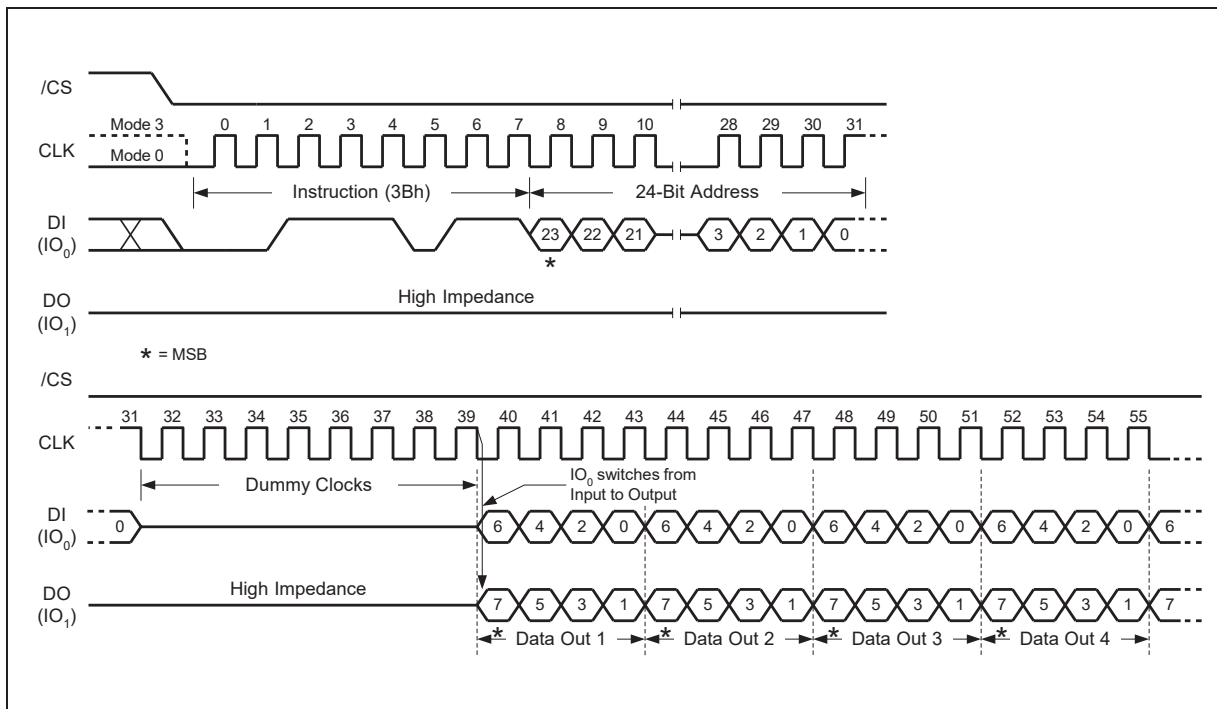 /CS
Mode 3 0 1 2 3 4 5 6 7 8 9 10 28 29 30 31
CLK
Mode 0
Instruction (3Bh) 24-Bit Address
DI
(IO0) 23 22 21 3 2 1 0
*
DO High Impedance
(IO1)
* = MSB
/CS
31 32 33 34 35 36 37 38 39 40 41 42 43 44 45 46 47 48 49 50 51 52 53 54 55
CLK
Dummy Clocks
IO0 switches from
Input to Output
DI
(IO0) 0 6 4 2 0 6 4 2 0 6 4 2 0 6 4 2 0 6
DO High Impedance
(IO1) 7 5 3 1 7 5 3 1 7 5 3 1 7 5 3 1 7
* Data Out 1 * Data Out 2 * Data Out 3 * Data Out 4